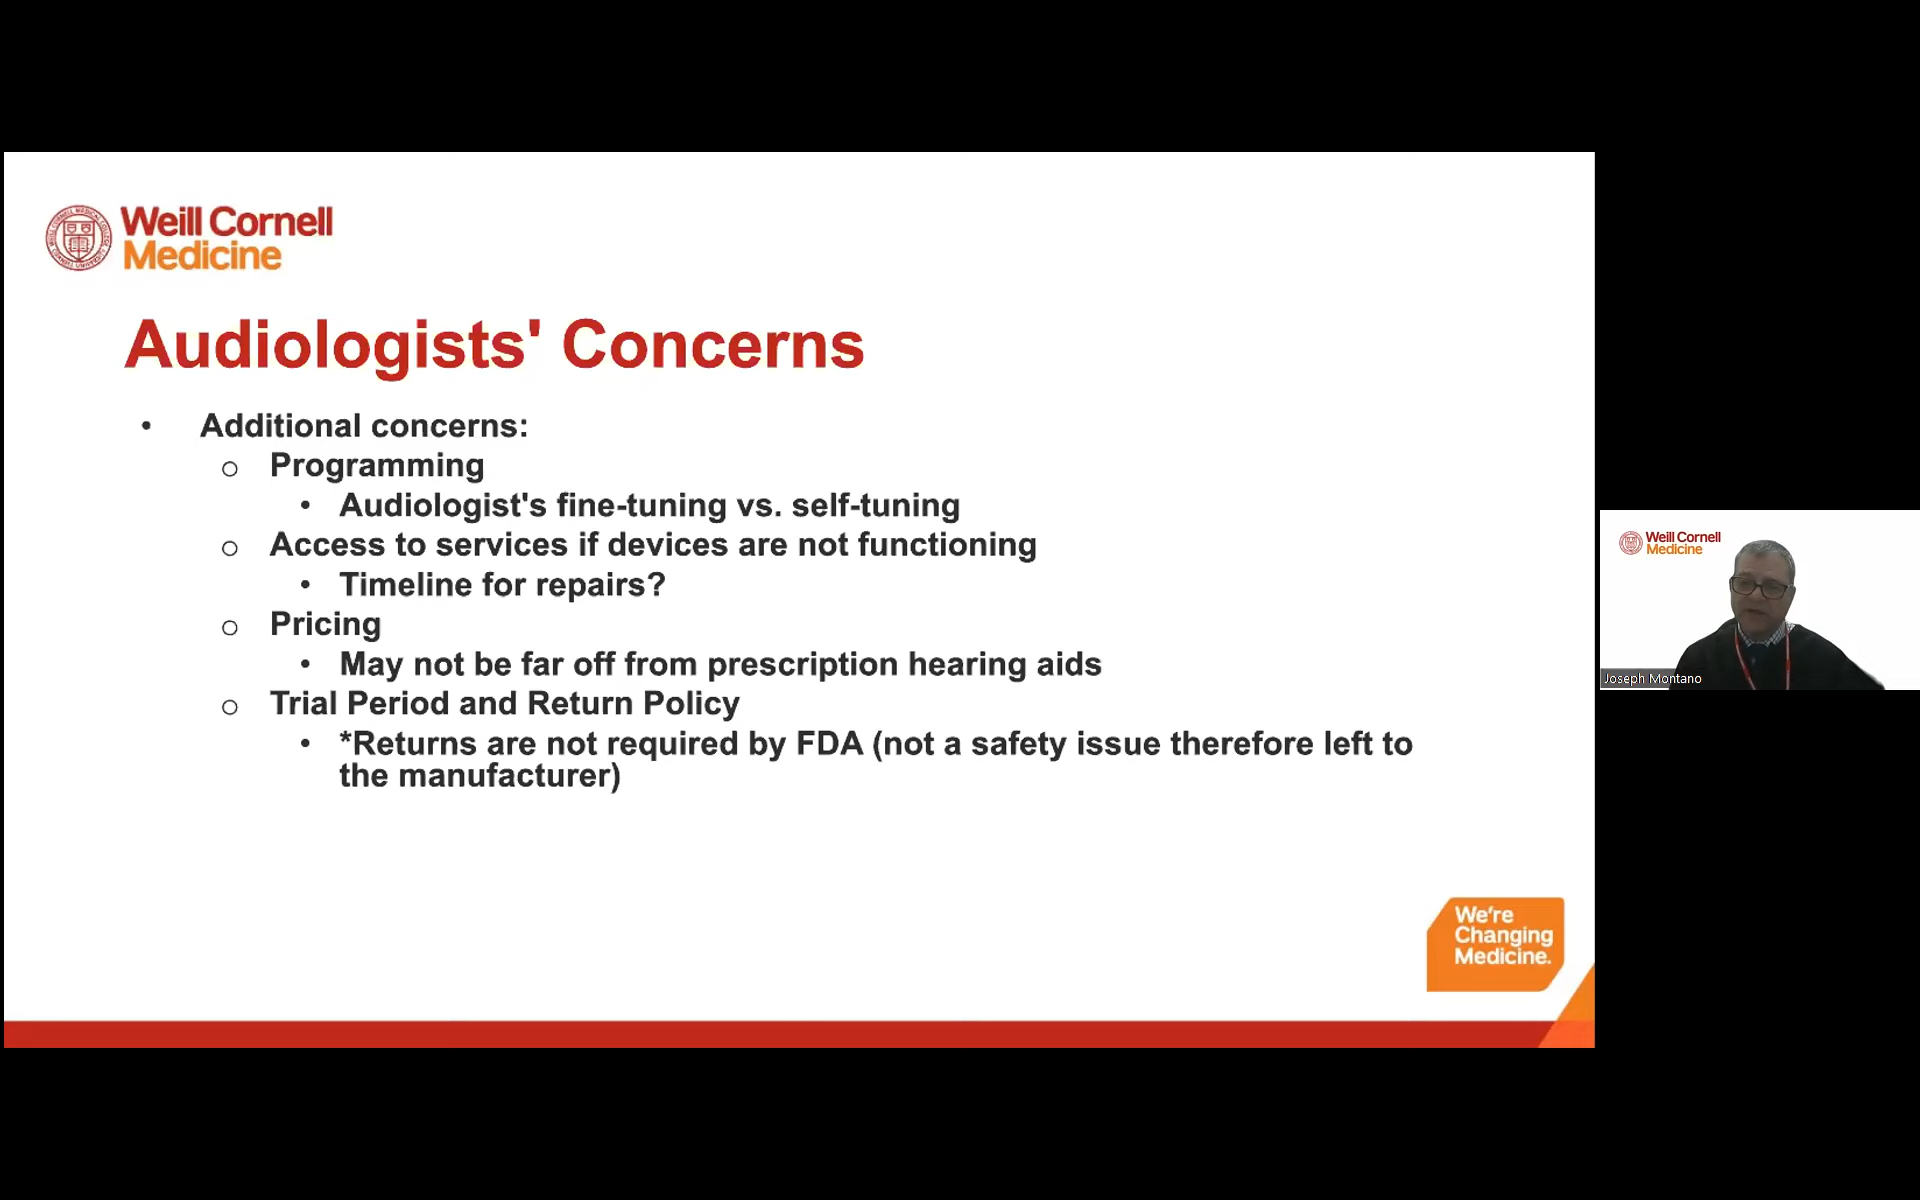 Weill Cornell
Medicine
Audiologists' Concerns
• Additional concerns:
o Programming
• Audiologist's fine-tuning vs. self-tuning
o Access to services if devices are not functioning
• Timeline for repairs?
o Pricing
• May not be far off from prescription hearing aids
o Trial Period and Return Policy
• *Returns are not required by FDA (not a safety issue therefore left to
the manufacturer)
We're
Changing
Medicine.
Weill Cornell
Medicine
Joseph Montano